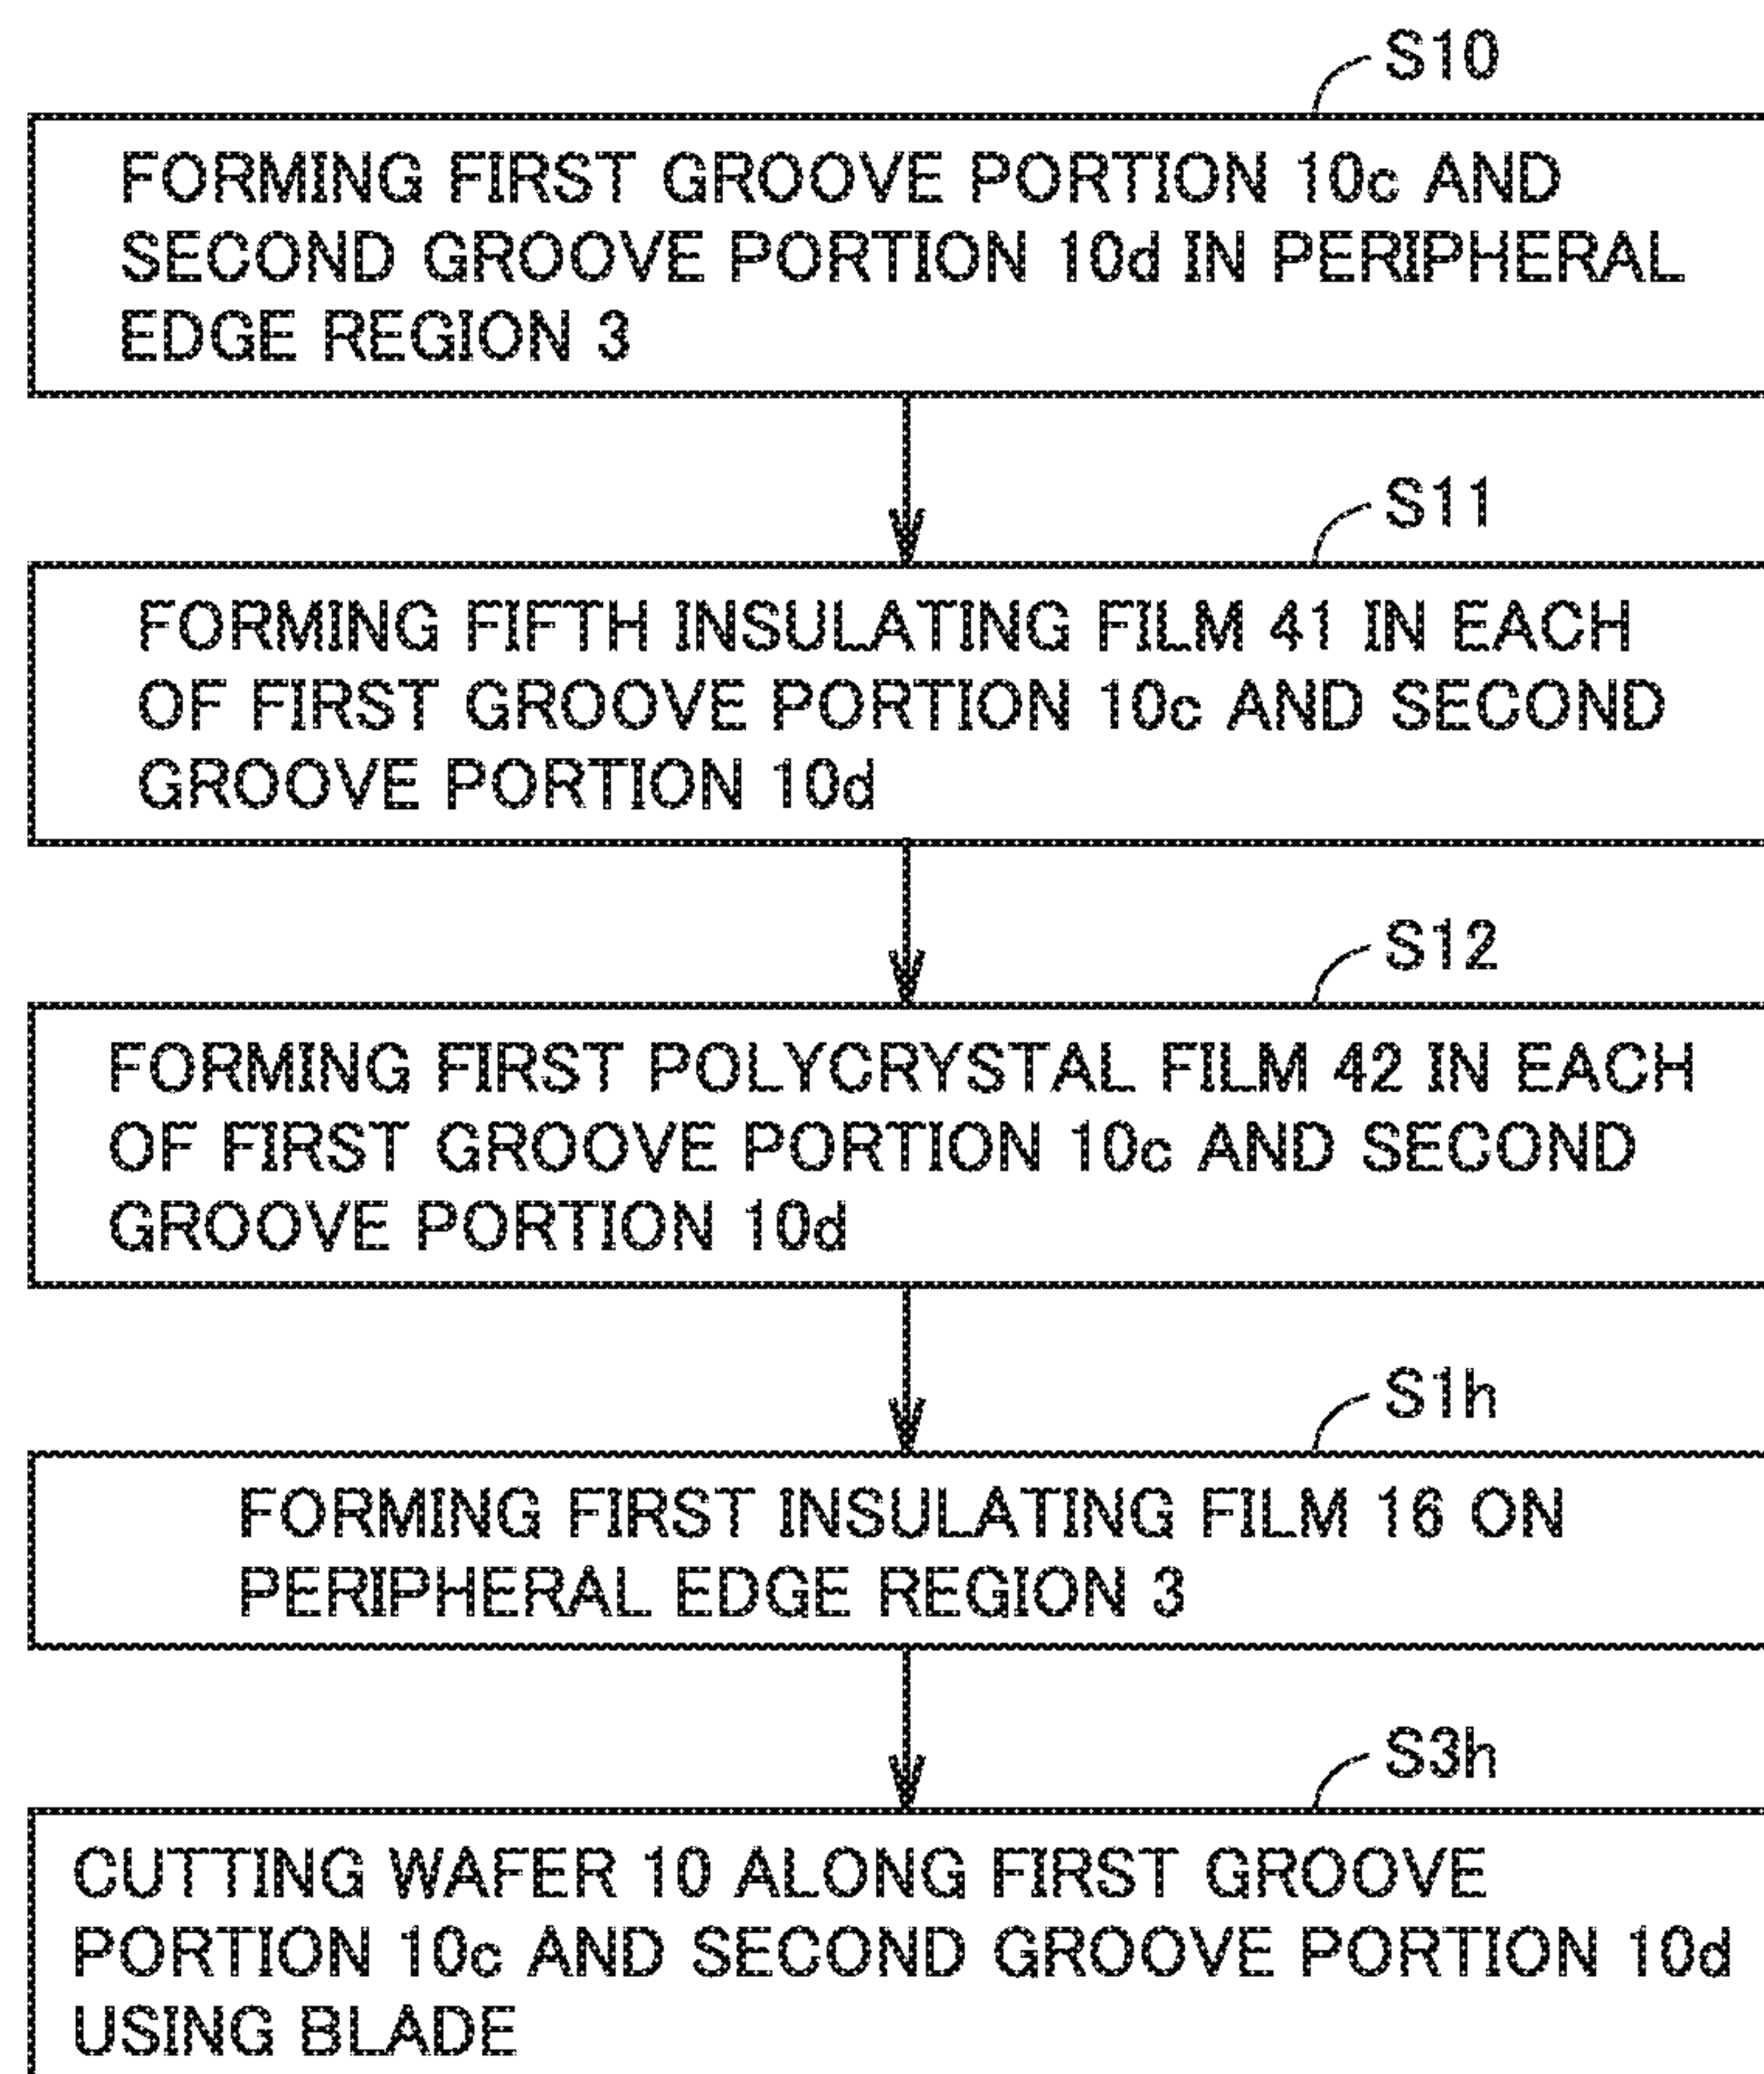 S10
FORMING FIRST GROOVE PORTION 10c AND
SECOND GROOVE PORTION 10d IN PERIPHERAL
EDGE REGION 3
S11
FORMING FIFTH INSULATING FILM 41 IN EACH
OF FIRST GROOVE PORTION 10c AND SECOND
GROOVE PORTION 10d
S12
FORMING FIRST POLYCRYSTAL FILM 42 IN EACH
OF FIRST GROOVE PORTION 10c AND SECOND
GROOVE PORTION 10d
S1h
FORMING FIRST INSULATING FILM 16 ON
PERIPHERAL EDGE REGION 3
S3h
CUTTING WAFER 10 ALONG FIRST GROOVE
PORTION 10c AND SECOND GROOVE PORTION 10d
USING BLADE